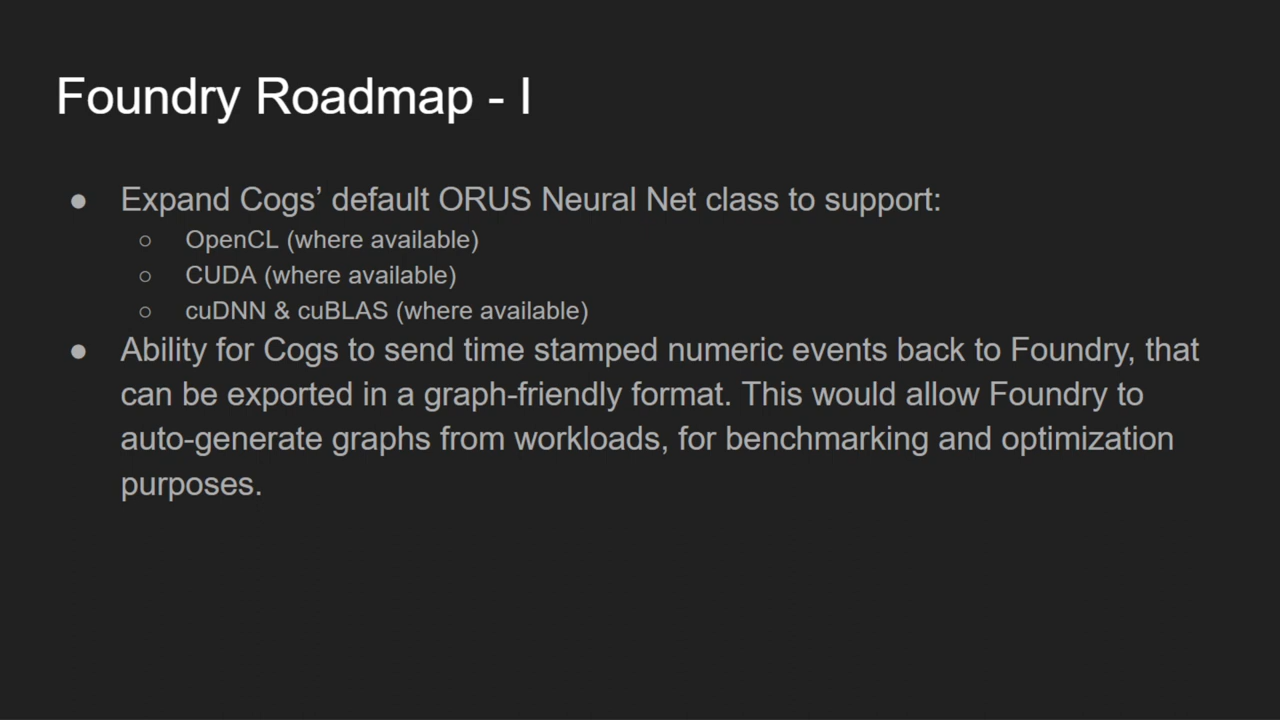 Foundry Roadmap - I
● Expand Cogs’ default ORUS Neural Net class to support:
○ OpenCL (where available)
○ CUDA (where available)
○ cuDNN & cuBLAS (where available)
● Ability for Cogs to send time stamped numeric events back to Foundry, that
can be exported in a graph-friendly format. This would allow Foundry to
auto-generate graphs from workloads, for benchmarking and optimization
purposes.